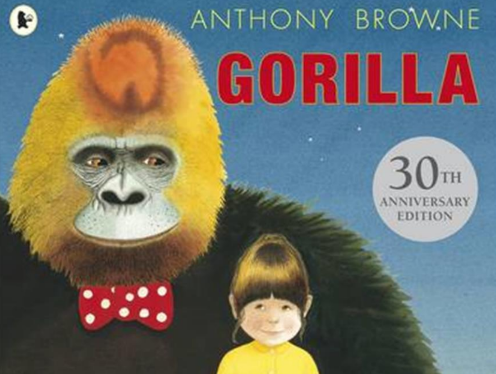 ANTHONY BROWNE
GORILLA
30TH
ANNIVERSARY
EDITION